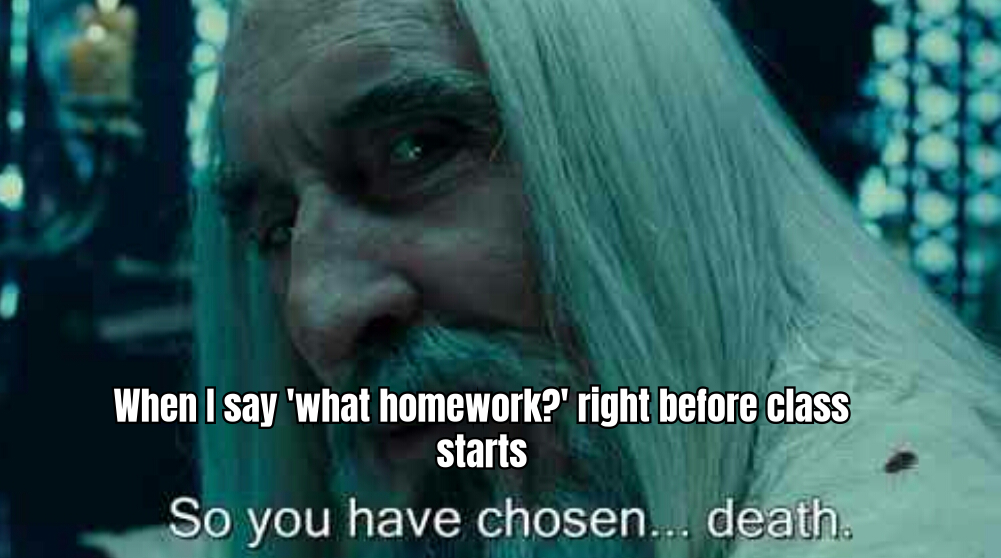 When I say 'what homework?' right before class
starts
So you have chosen... death.